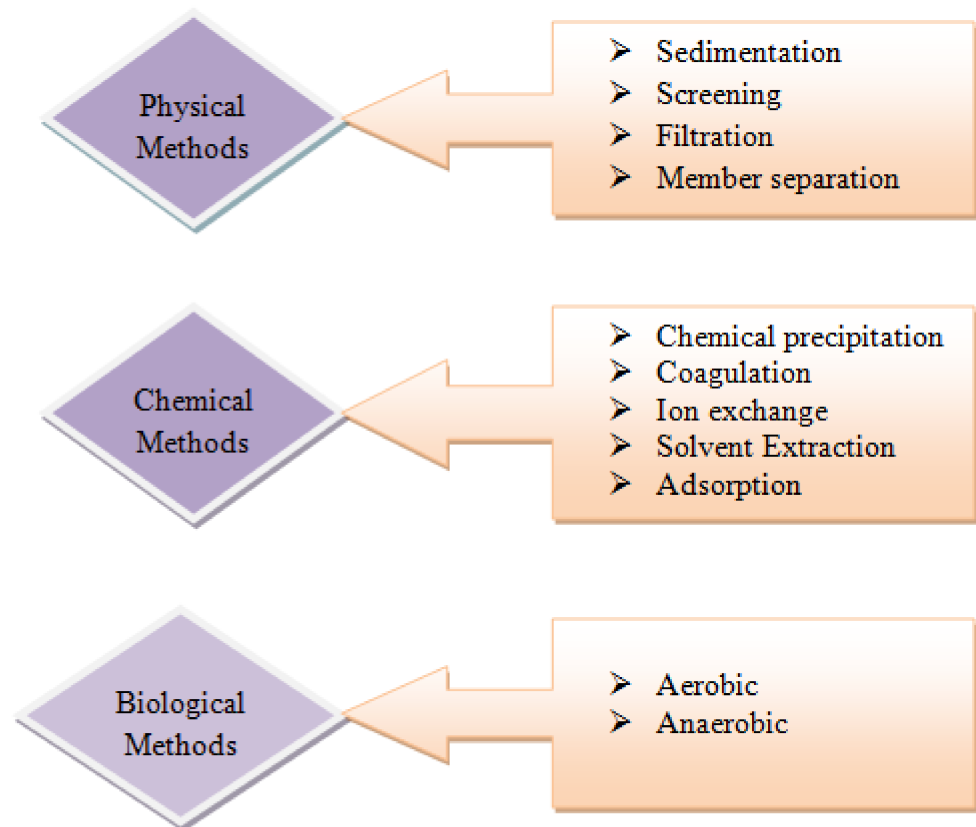 Physical
Methods
➢ Sedimentation
➢ Screening
➢ Filtration
➢ Member separation
Chemical
Methods
➢ Chemical precipitation
➢ Coagulation
➢ Ion exchange
➢ Solvent Extraction
➢ Adsorption
Biological
Methods
➢ Aerobic
➢ Anaerobic